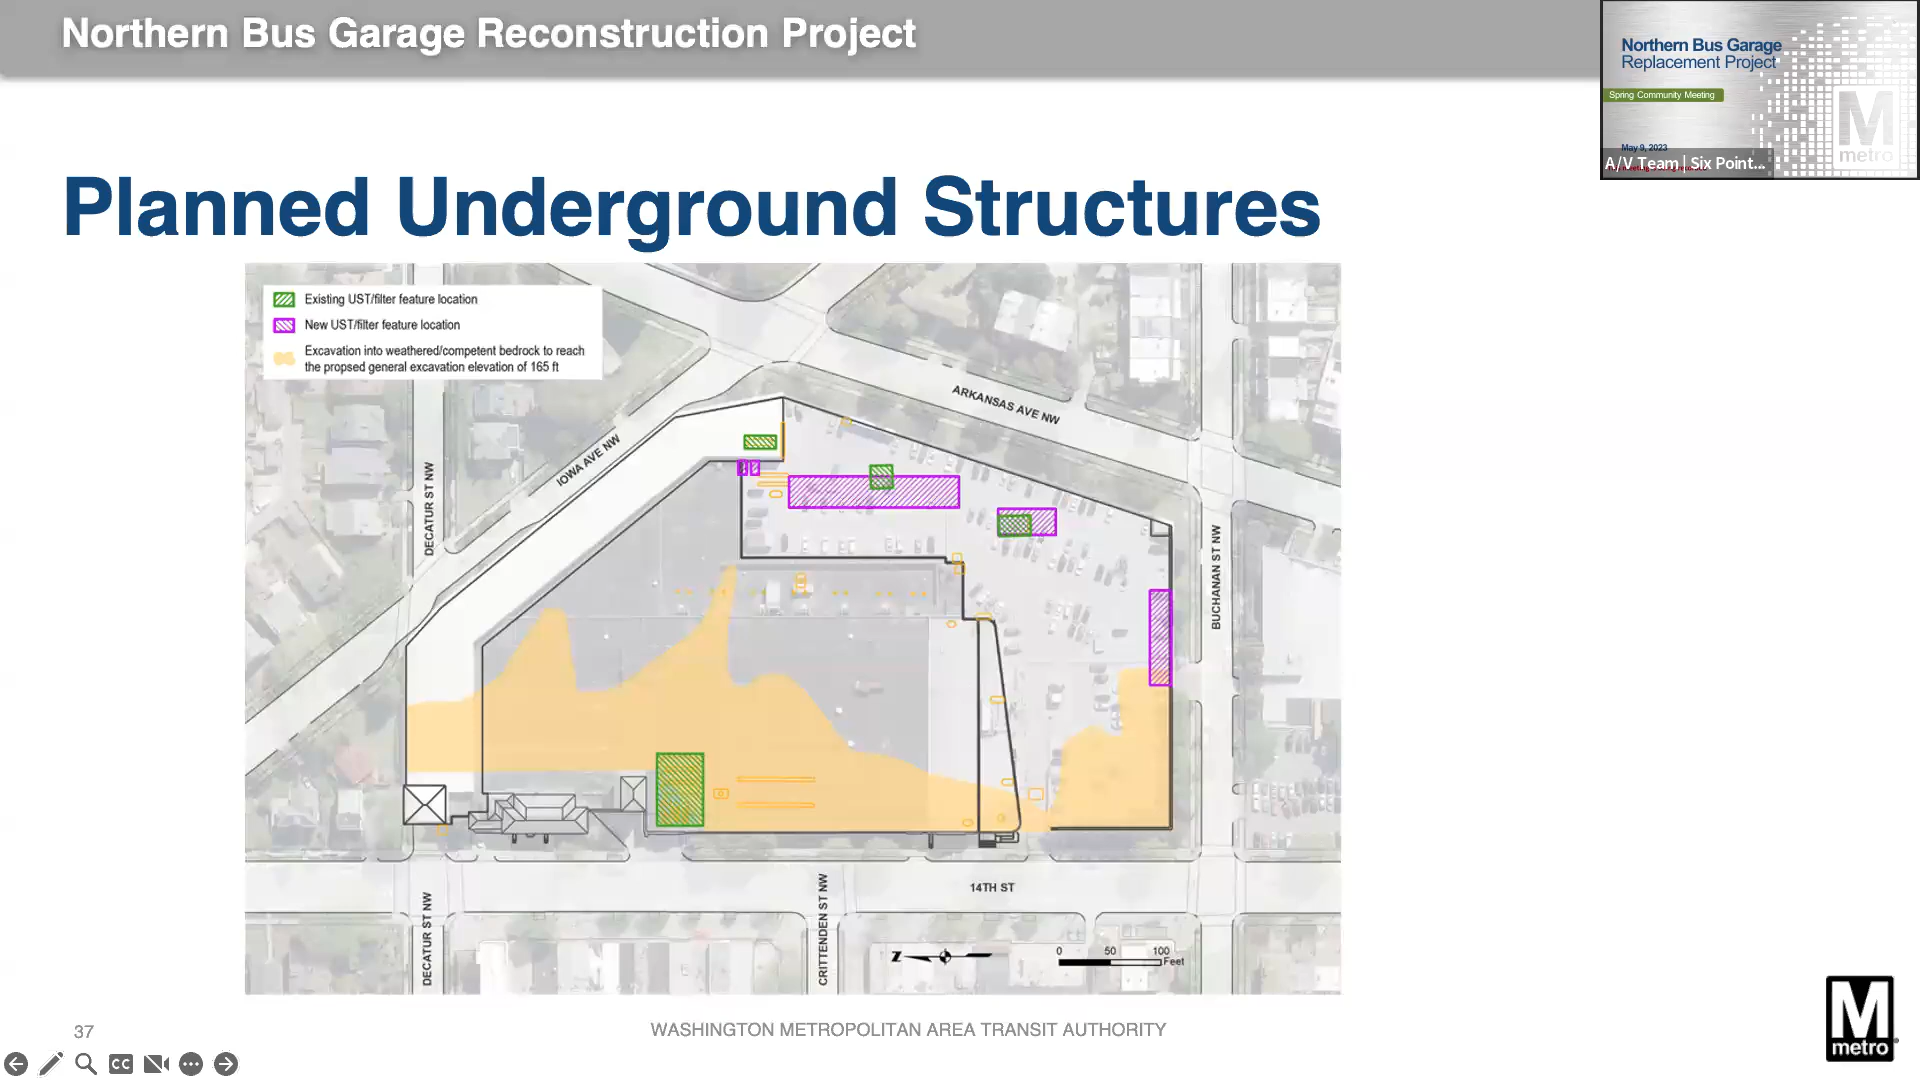 Northern Bus Garage Reconstruction Project
Northern Bus Garage
Replacement Project
Spring Community Meeting
M
metro
May 9, 2023
A/V Team | Six Point...
Planned Underground Structures
Existing UST/filter feature location
New UST/filter feature location
Excavation into weathered/competent bedrock to reach
the propsed general excavation elevation of 165 ft
ARKANSAS AVE NW
IOWA AVE NW
DECATUR ST NW
BUCHANAN ST NW
14TH ST
DECATUR ST NW
CRITTENDEN ST NW
Z
0 50 100
Feet
37
WASHINGTON METROPOLITAN AREA TRANSIT AUTHORITY
M
metro
CC